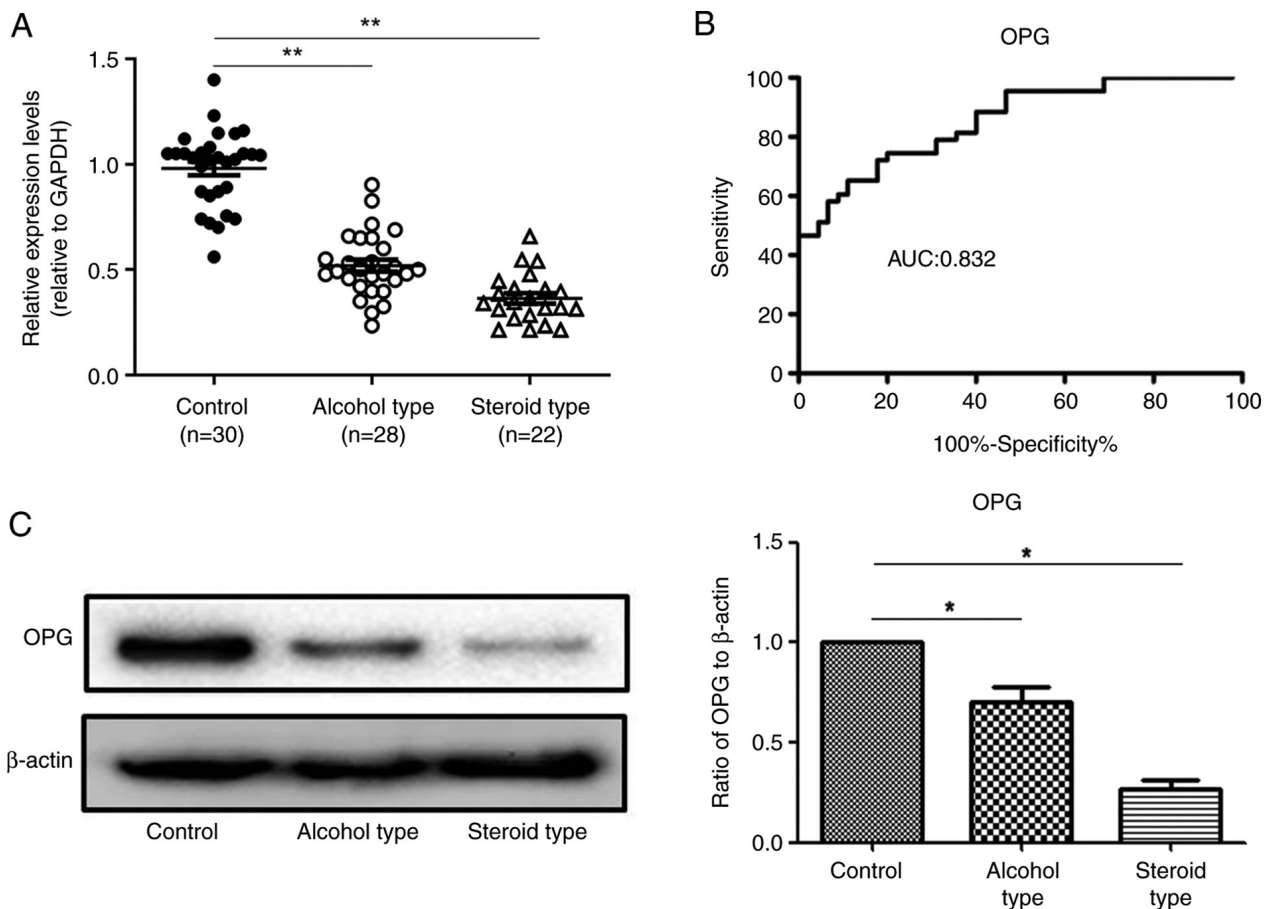 A
**
**
1.5
1.0
0.5
0.0
Relative expression levels
(relative to GAPDH)
Control
(n=30)
Alcohol type
(n=28)
Steroid type
(n=22)
B
OPG
100
80
60
40
20
0
Sensitivity
AUC:0.832
0 20 40 60 80 100
100%-Specificity%
C
OPG
β-actin
Control Alcohol type Steroid type
OPG
1.5
1.0
0.5
0.0
Ratio of OPG to β-actin
*
*
Control
Alcohol
type
Steroid
type